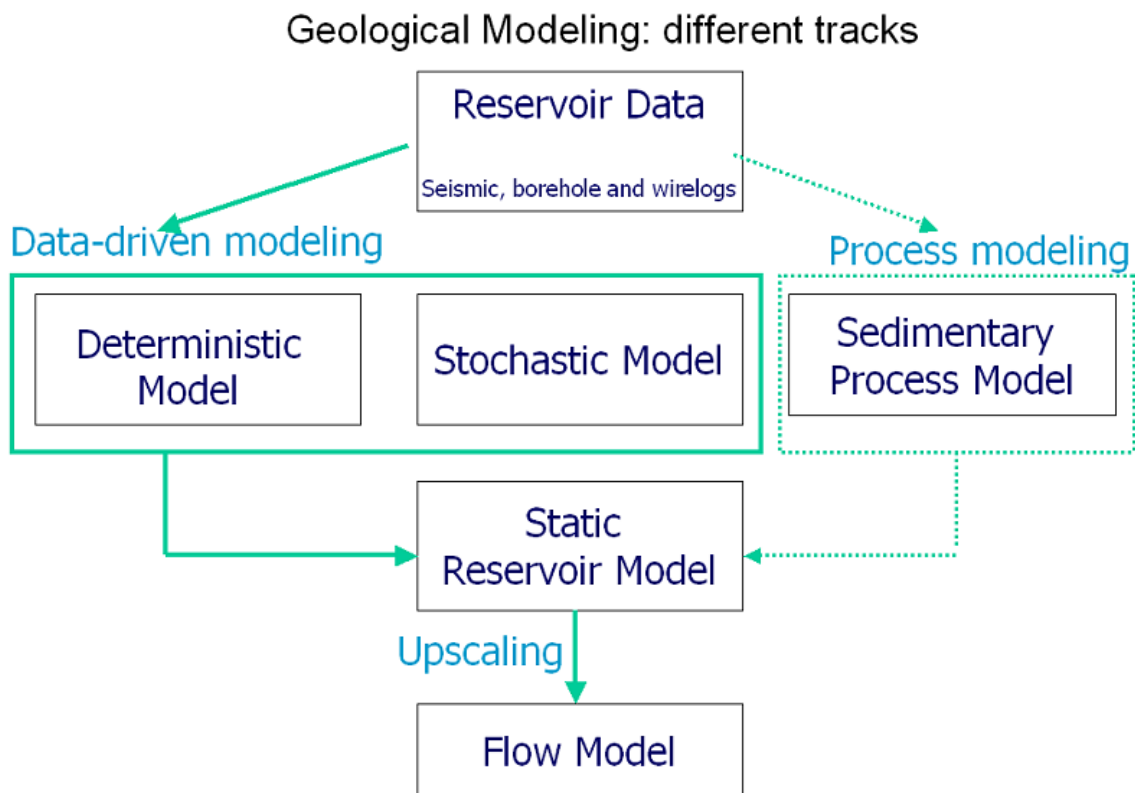 Geological Modeling: different tracks
Reservoir Data
Seismic, borehole and wirelogs
Data-driven modeling
Process modeling
Deterministic
Model
Stochastic Model
Sedimentary
Process Model
Static
Reservoir Model
Upscaling
Flow Model